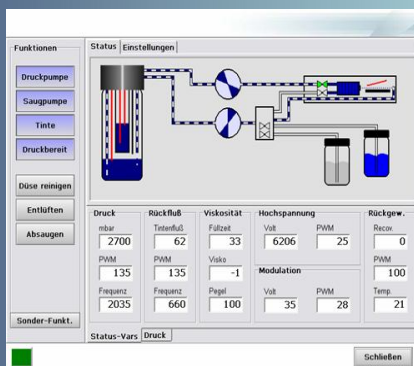 Funktionen
Status Einstellungen
Druckpumpe
Saugpumpe
Tinte
Druckbereit
Düse reinigen
Entlüften
Absaugen
Sonder-Funkt.
Druck Rückfluß Viskosität Hochspannung Rückgew.
mbar Tintenfluß Füllzeit Volt PWM Recov.
2700 62 33 6206 25 0
PWM PWM Visko PWM
135 135 -1 100
Modulation
Frequenz Frequenz Pegel Volt PWM Temp.
2035 660 100 35 28 21
Status-Vars Druck
Schließen